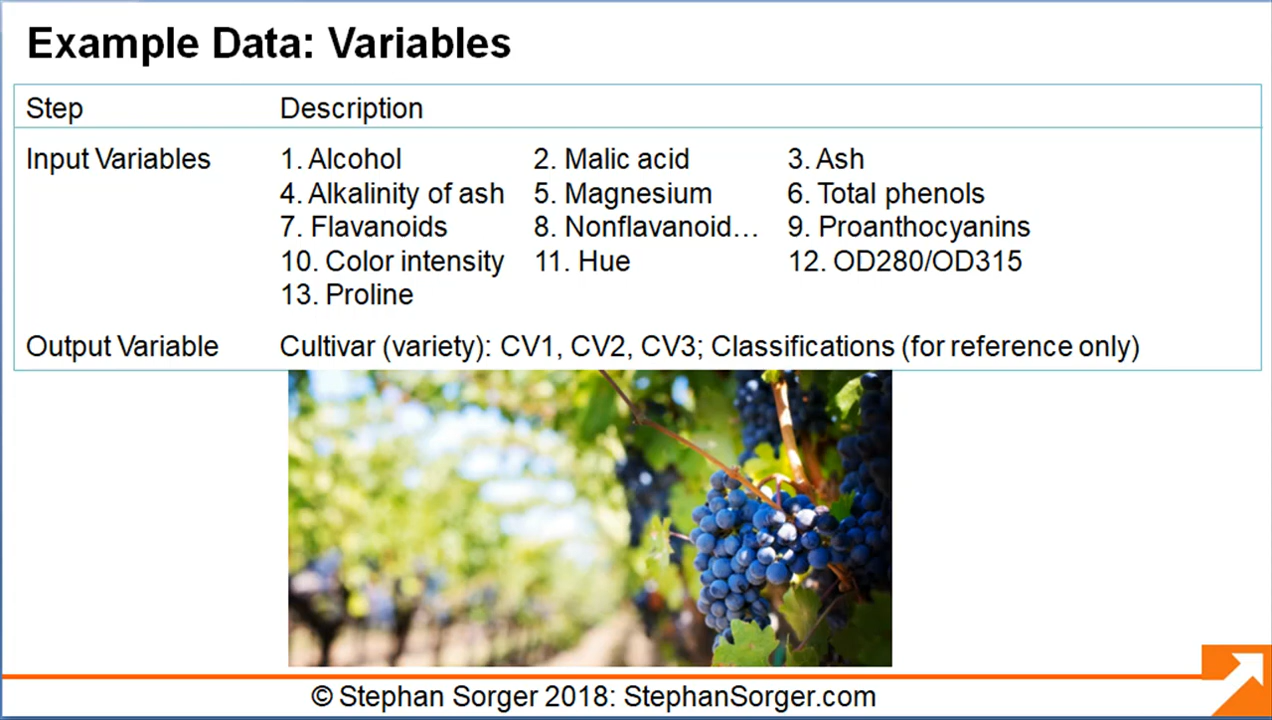 Example Data: Variables
Step Description
Input Variables 1. Alcohol 2. Malic acid 3. Ash
4. Alkalinity of ash 5. Magnesium 6. Total phenols
7. Flavanoids 8. Nonflavanoid… 9. Proanthocyanins
10. Color intensity 11. Hue 12. OD280/OD315
13. Proline
Output Variable Cultivar (variety): CV1, CV2, CV3; Classifications (for reference only)
© Stephan Sorger 2018: StephanSorger.com